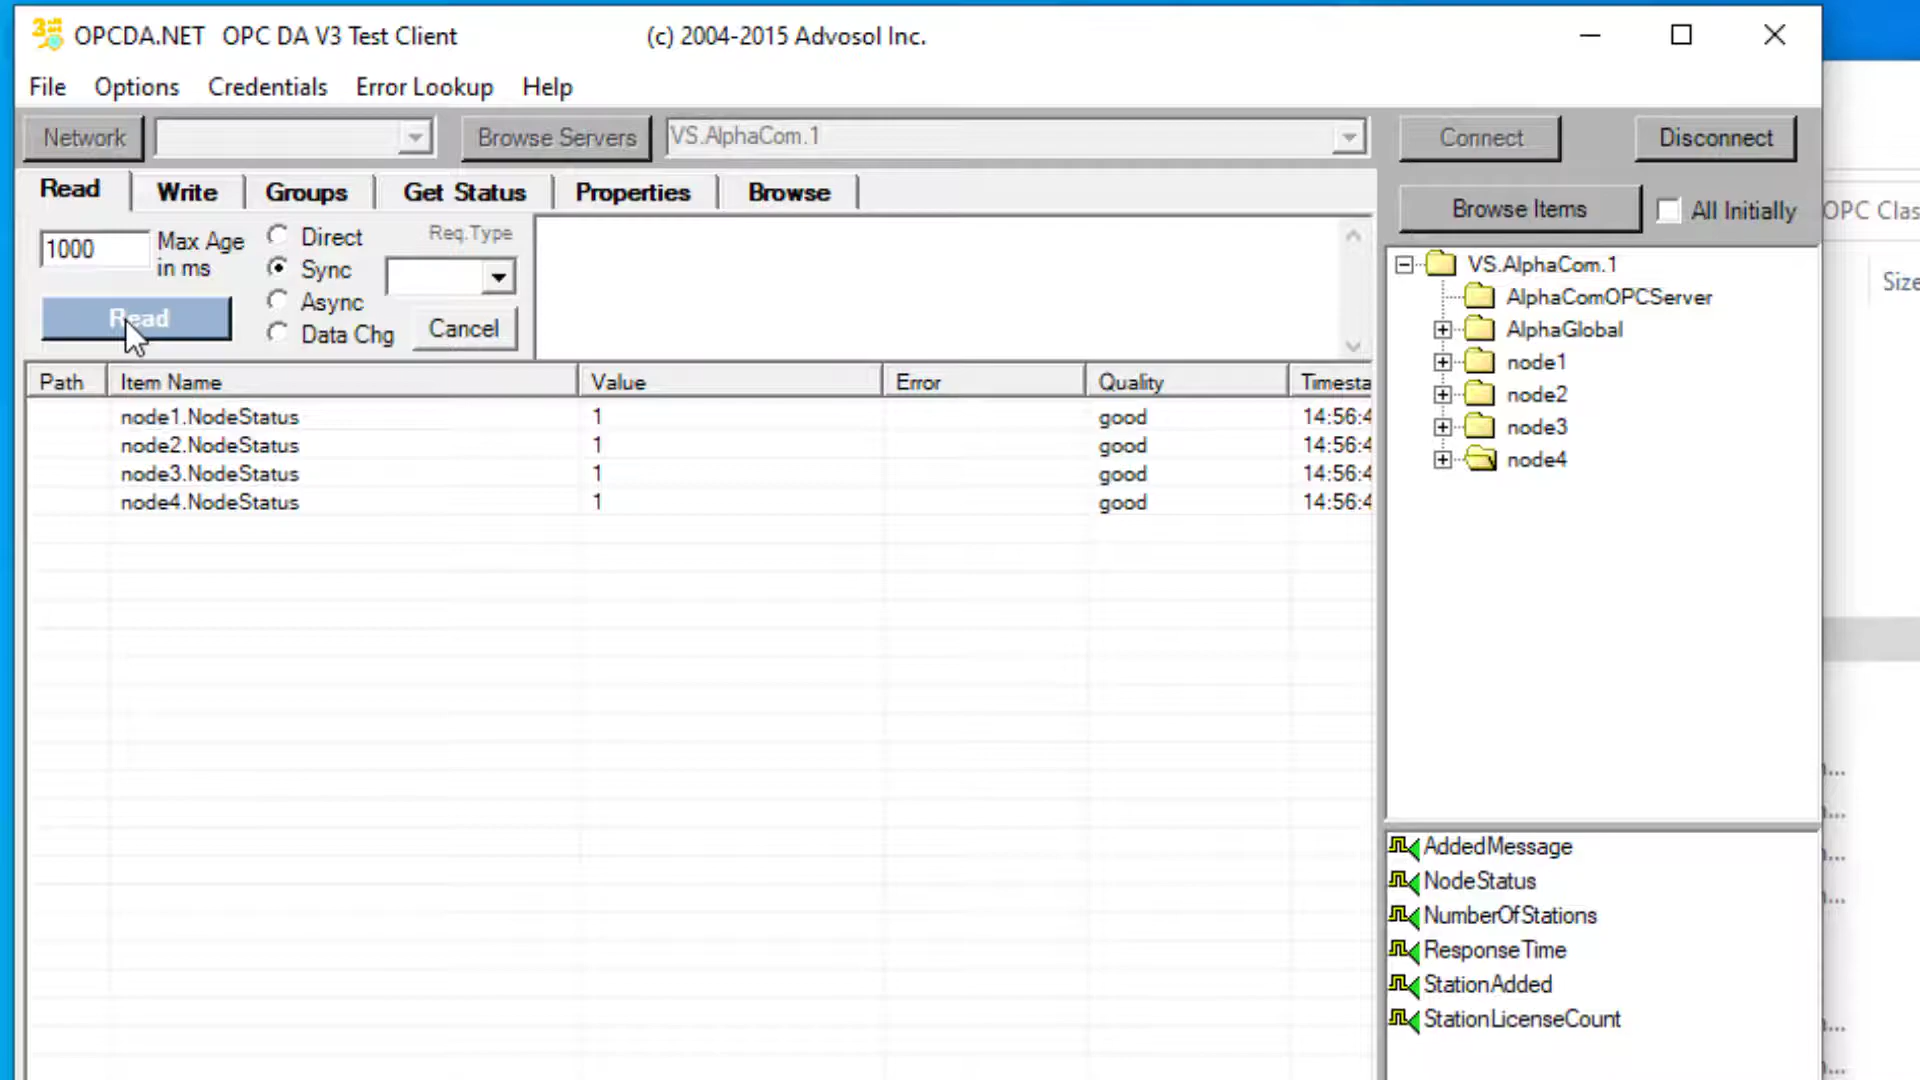 OPCDA.NET OPC DA V3 Test Client (c) 2004-2015 Advosol Inc.
File Options Credentials Error Lookup Help
Network Browse Servers VS.AlphaCom.1 Connect Disconnect
Read Write Groups Get Status Properties Browse
Browse Items All Initially
OPC Clas
1000 Max Age in ms
Direct
Sync
Async
Data Chg
Req.Type
Read
Cancel
Size
Path Item Name Value Error Quality Timesta
node1.NodeStatus 1 good 14:56:4
node2.NodeStatus 1 good 14:56:4
node3.NodeStatus 1 good 14:56:4
node4.NodeStatus 1 good 14:56:4
VS.AlphaCom.1
AlphaComOPCServer
AlphaGlobal
node1
node2
node3
node4
AddedMessage
NodeStatus
NumberOfStations
ResponseTime
StationAdded
StationLicenseCount